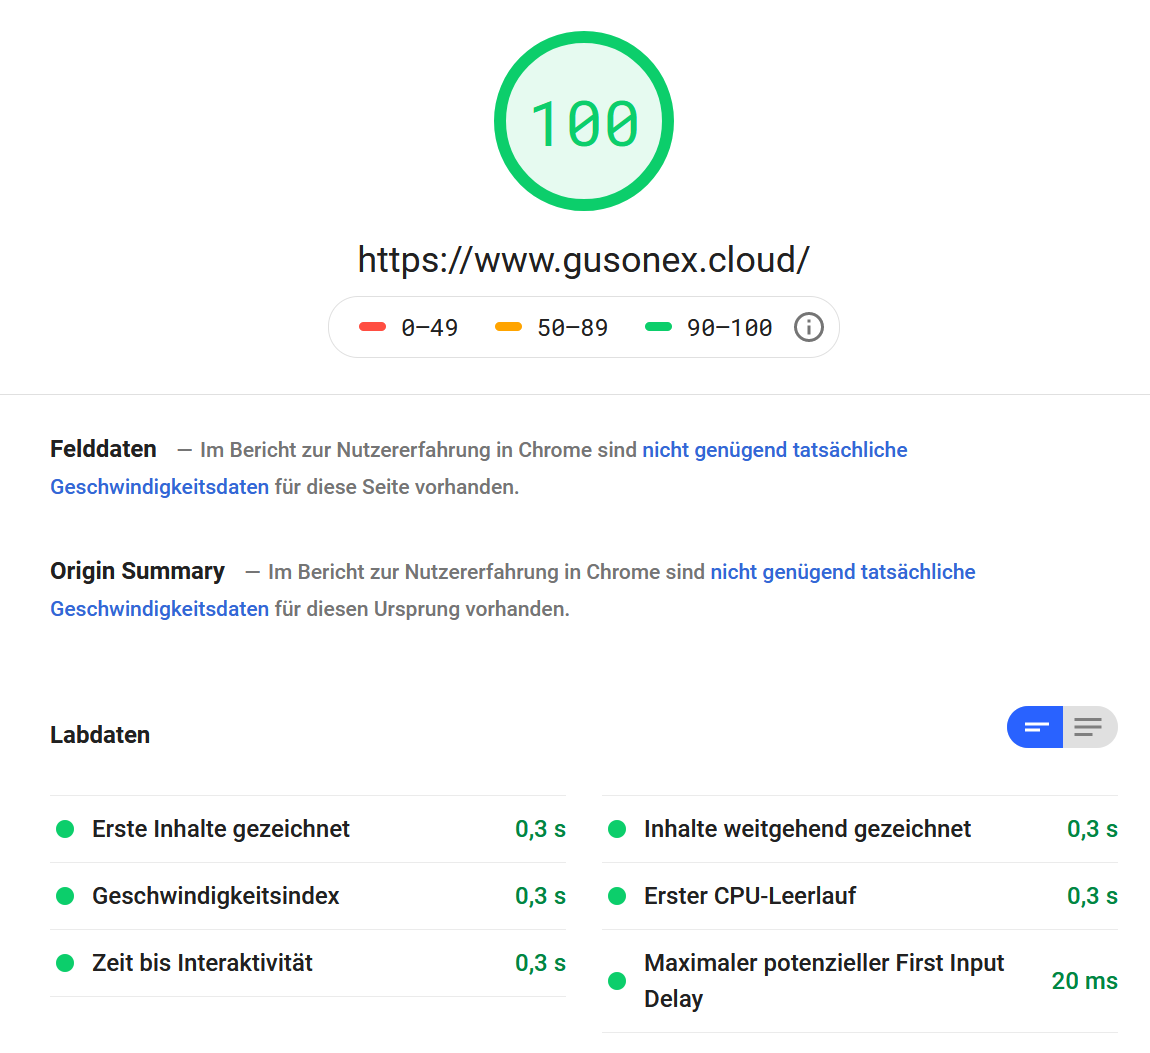 100
https://www.gusonex.cloud/
0–49 50–89 90–100
Felddaten — Im Bericht zur Nutzererfahrung in Chrome sind nicht genügend tatsächliche
Geschwindigkeitsdaten für diese Seite vorhanden.
Origin Summary — Im Bericht zur Nutzererfahrung in Chrome sind nicht genügend tatsächliche
Geschwindigkeitsdaten für diesen Ursprung vorhanden.
Labdaten
Erste Inhalte gezeichnet 0,3 s
Geschwindigkeitsindex 0,3 s
Zeit bis Interaktivität 0,3 s
Inhalte weitgehend gezeichnet 0,3 s
Erster CPU-Leerlauf 0,3 s
Maximaler potenzieller First Input
Delay 20 ms